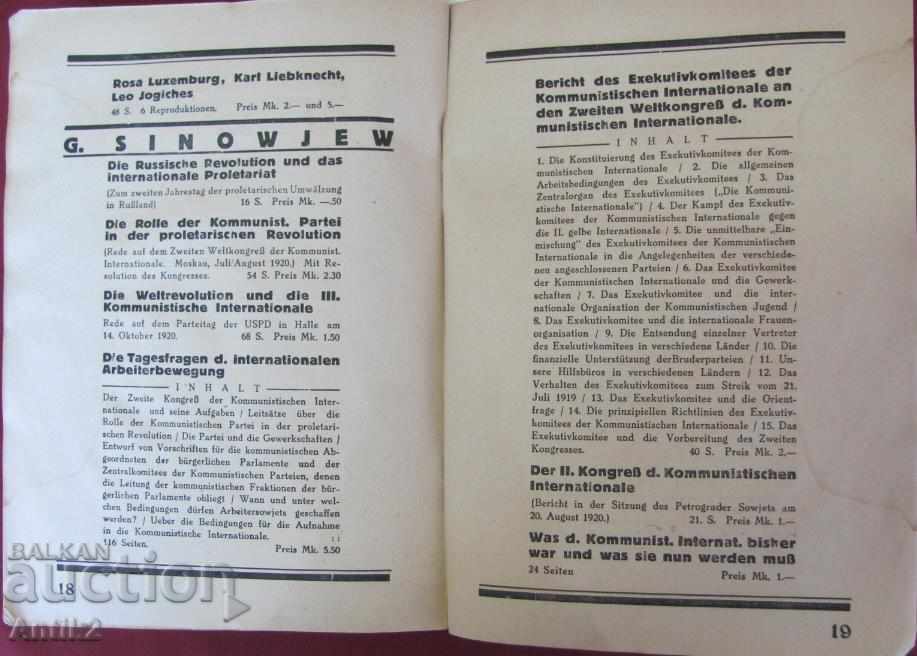 Rosa Luxemburg, Karl Liebknecht,
Leo Jogiches
48 S. 6 Reproduktionen. Preis Mk. 2.— und 5.—
G. SINOWJEW
Die Russische Revolution und das
internationale Proletariat
(Zum zweiten Jahrestag der proletarischen Umwälzung
in Rußland) 16 S. Preis Mk. —.50
Die Rolle der Kommunist. Partei
in der proletarischen Revolution
(Rede auf dem Zweiten Weltkongreß der Kommunist.
Internationale. Moskau, Juli/August 1920.) Mit Re-
solution des Kongresses. 54 S. Preis Mk. 2.30
Die Weltrevolution und die III.
Kommunistische Internationale
Rede auf dem Parteitag der USPD in Halle am
14. Oktober 1920. 68 S. Preis Mk. 1.50
Die Tagesfragen d. internationalen
Arbeiterbewegung
INHALT
Der Zweite Kongreß der Kommunistischen Inter-
nationale und seine Aufgaben / Leitsätze über die
Rolle der Kommunistischen Partei in der proletari-
schen Revolution / Die Partei und die Gewerkschaften /
Entwurf von Vorschriften für die kommunistischen Ab-
geordneten der bürgerlichen Parlamente und der
Zentralkomitees der Kommunistischen Parteien, denen
die Leitung der kommunistischen Fraktionen der bür-
gerlichen Parlamente obliegt / Wann und unter wel-
chen Bedingungen dürfen Arbeitersowjets geschaffen
werden? / Ueber die Bedingungen für die Aufnahme
in die Kommunistische Internationale.
116 Seiten. Preis Mk. 5.50
18
Bericht des Exekutivkomitees der
Kommunistischen Internationale an
den Zweiten Weltkongreß d. Kom-
munistischen Internationale.
INHALT
1. Die Konstituierung des Exekutivkomitees der Kom-
munistischen Internationale / 2. Die allgemeinen
Arbeitsbedingungen des Exekutivkomitees / 3. Das
Zentralorgan des Exekutivkomitees („Die Kommuni-
stische Internationale") / 4. Der Kampf des Exekutiv-
komitees der Kommunistischen Internationale gegen
die II. gelbe Internationale / 5. Die unmittelbare „Ein-
mischung" des Exekutivkomitees der Kommunistischen
Internationale in die Angelegenheiten der verschiede-
nen angeschlossenen Parteien / 6. Das Exekutivkomitee
der Kommunistischen Internationale und die Gewerk-
schaften / 7. Das Exekutivkomitee und die inter-
nationale Organisation der Kommunistischen Jugend /
8. Das Exekutivkomitee und die internationale Frauen-
organisation / 9. Die Entsendung einzelner Vertreter
des Exekutivkomitees in verschiedene Länder / 10. Die
finanzielle Unterstützung derBruderparteien / 11. Un-
sere Hilfsbüros in verschiedenen Ländern / 12. Das
Verhalten des Exekutivkomitees zum Streik vom 21.
Juli 1919 / 13. Das Exekutivkomitee und die Orient-
frage / 14. Die prinzipiellen Richtlinien des Exekutiv-
komitees der Kommunistischen Internationale / 15. Das
Exekutivkomitee und die Vorbereitung des Zweiten
Kongresses. 40 S. Preis Mk. 2.—
Der II. Kongreß d. Kommunistischen
Internationale
(Bericht in der Sitzung des Petrograder Sowjets am
20. August 1920.) 21. S. Preis Mk. 1.—
Was d. Kommunist. Internat. bisher
war und was sie nun werden muß
24 Seiten Preis Mk. 1.—
19
BALKAN
auction
Antik2